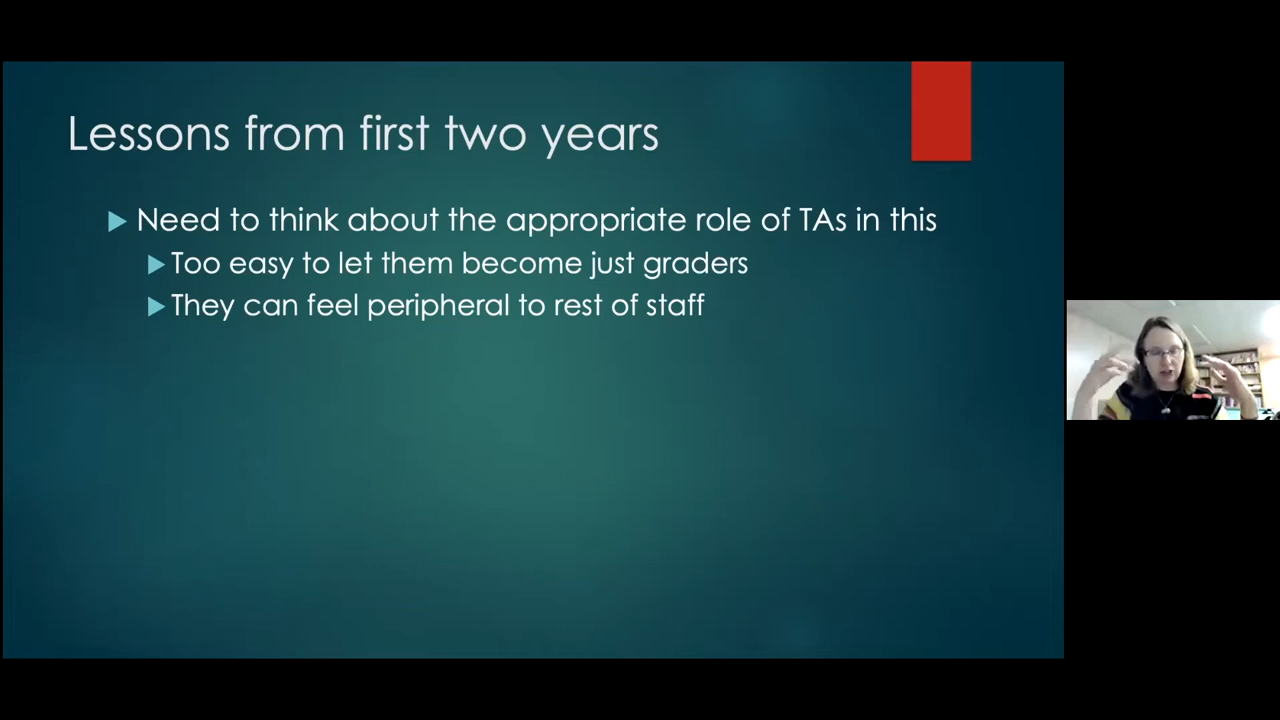 Lessons from first two years
Need to think about the appropriate role of TAs in this
Too easy to let them become just graders
They can feel peripheral to rest of staff